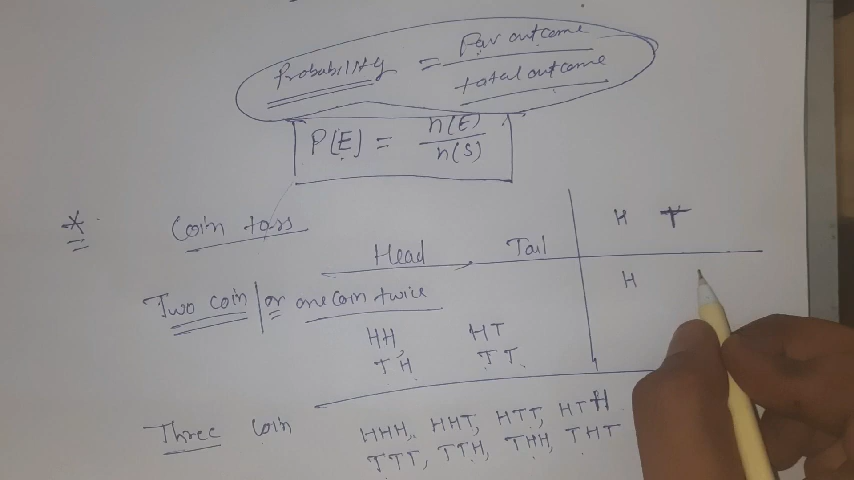 Probability = Fav outcome
total outcome
P(E) = n(E)
n(S)
* Coin toss
Head Tail H T
Two coin / or one coin twice H
HH, HT
TH TT
Three coin HHH, HHT, HTT, HTH
TTT, TTH, THH, THT